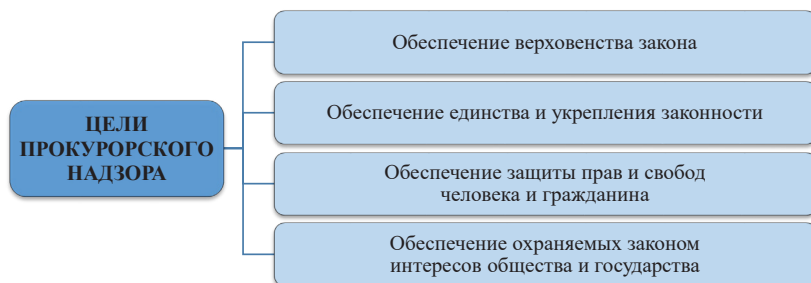 ЦЕЛИ
ПРОКУРОРСКОГО
НАДЗОРА
Обеспечение верховенства закона
Обеспечение единства и укрепления законности
Обеспечение защиты прав и свобод
человека и гражданина
Обеспечение охраняемых законом
интересов общества и государства